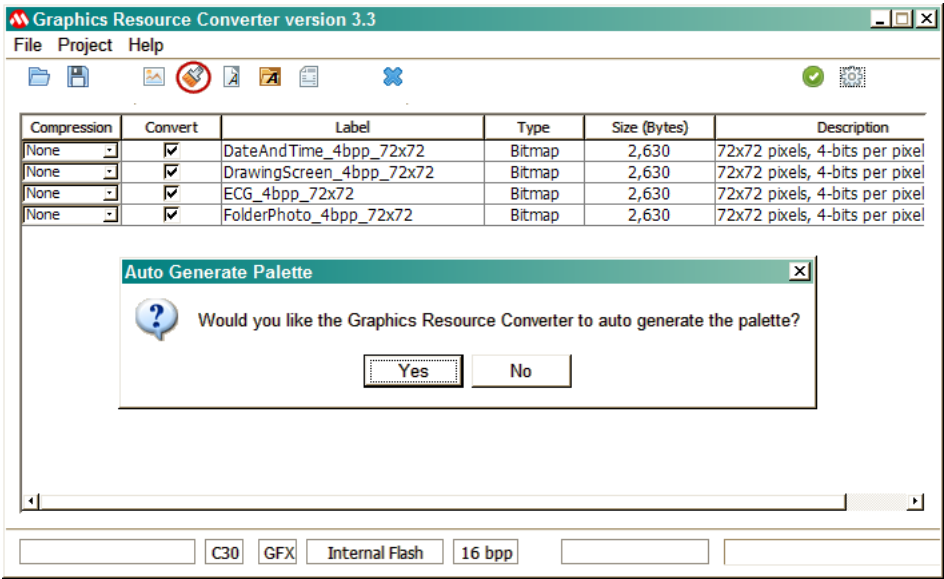 Graphics Resource Converter version 3.3
File Project Help
Compression Convert Label Type Size (Bytes) Description
None DateAndTime_4bpp_72x72 Bitmap 2,630 72x72 pixels, 4-bits per pixel
None DrawingScreen_4bpp_72x72 Bitmap 2,630 72x72 pixels, 4-bits per pixel
None ECG_4bpp_72x72 Bitmap 2,630 72x72 pixels, 4-bits per pixel
None FolderPhoto_4bpp_72x72 Bitmap 2,630 72x72 pixels, 4-bits per pixel
Auto Generate Palette
Would you like the Graphics Resource Converter to auto generate the palette?
Yes No
C30 GFX Internal Flash 16 bpp